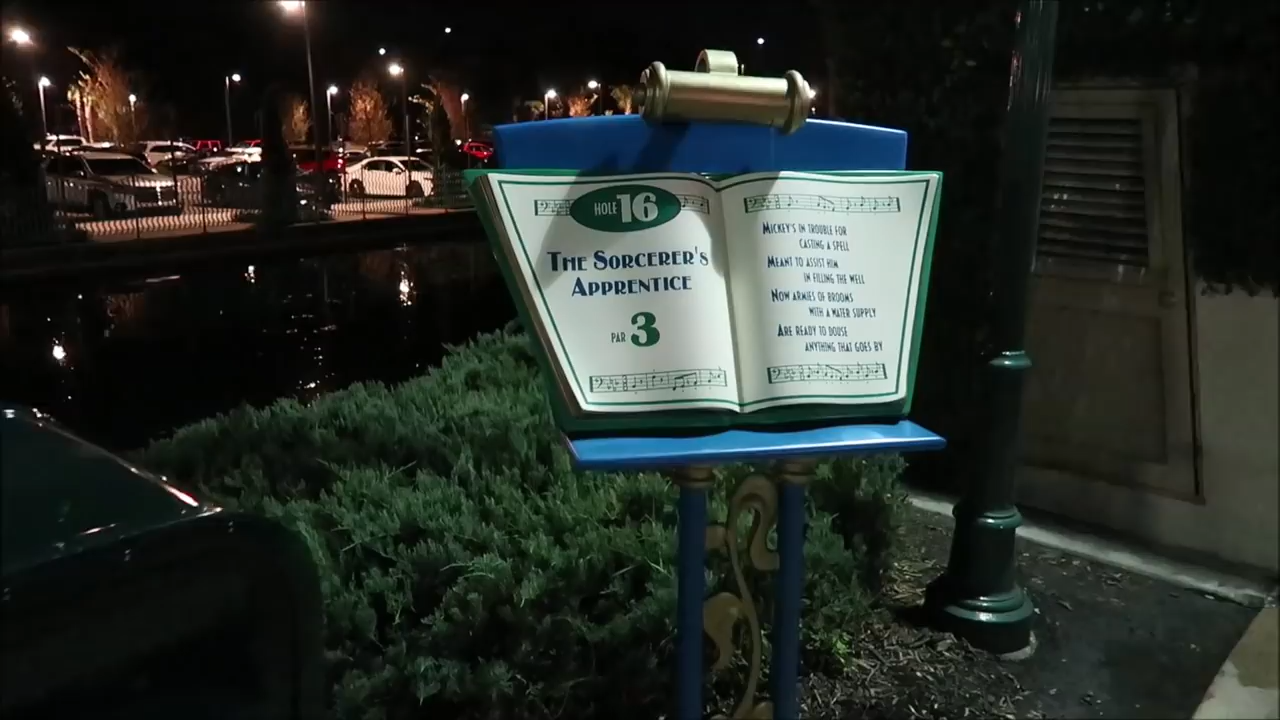 HOLE 16
THE SORCERER'S
APPRENTICE
PAR 3
MICKEY'S IN TROUBLE FOR
CASTING A SPELL
MEANT TO ASSIST HIM
IN FILLING THE WELL
NOW ARMIES OF BROOMS
WITH A WATER SUPPLY
ARE READY TO DOUSE
ANYTHING THAT GOES BY